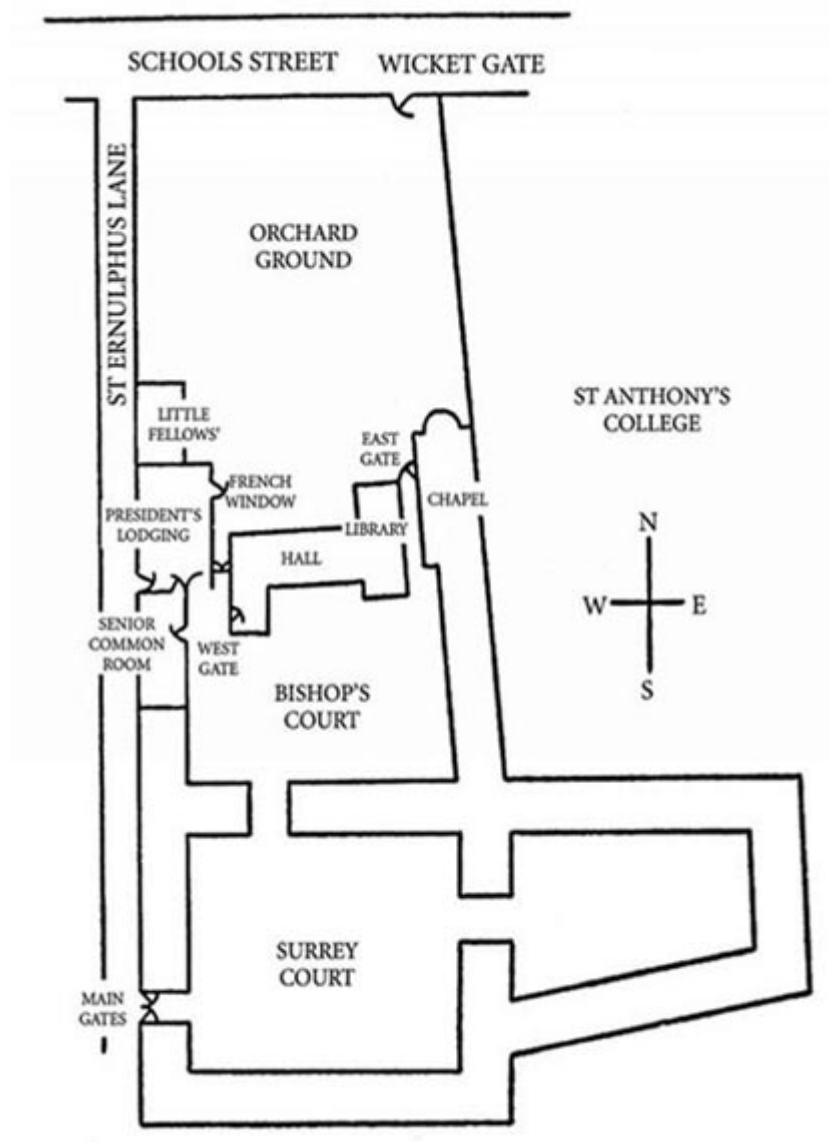 SCHOOLS STREET
WICKET GATE
ST ERNULPHUS LANE
ORCHARD
GROUND
ST ANTHONY'S
COLLEGE
LITTLE
FELLOWS'
EAST
GATE
FRENCH
WINDOW
CHAPEL
PRESIDENT'S
LODGING
LIBRARY
HALL
N
W
E
S
SENIOR
COMMON
ROOM
WEST
GATE
BISHOP'S
COURT
SURREY
COURT
MAIN
GATES